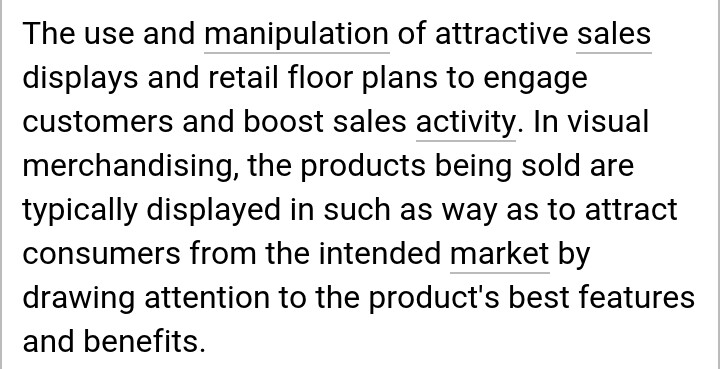 The use and manipulation of attractive sales
displays and retail floor plans to engage
customers and boost sales activity. In visual
merchandising, the products being sold are
typically displayed in such as way as to attract
consumers from the intended market by
drawing attention to the product's best features
and benefits.